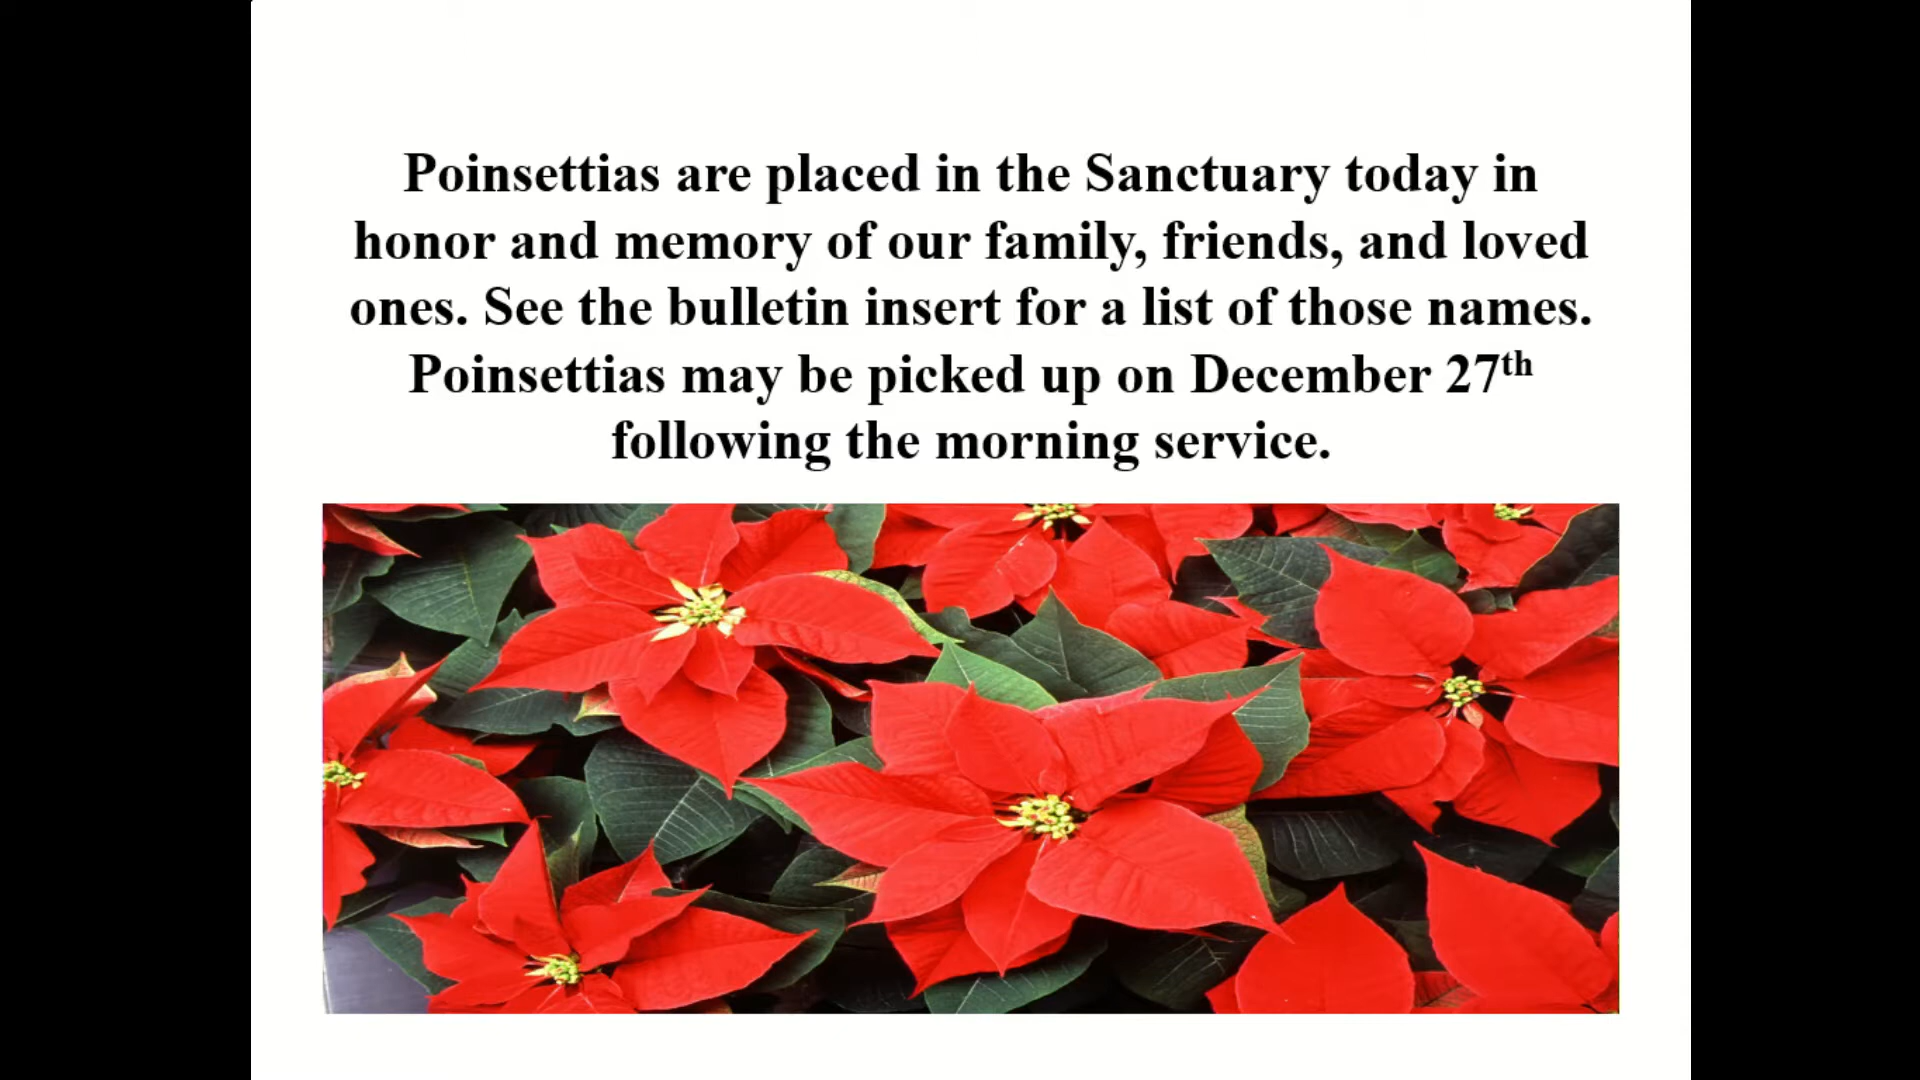 Poinsettias are placed in the Sanctuary today in
honor and memory of our family, friends, and loved
ones. See the bulletin insert for a list of those names.
Poinsettias may be picked up on December 27th
following the morning service.